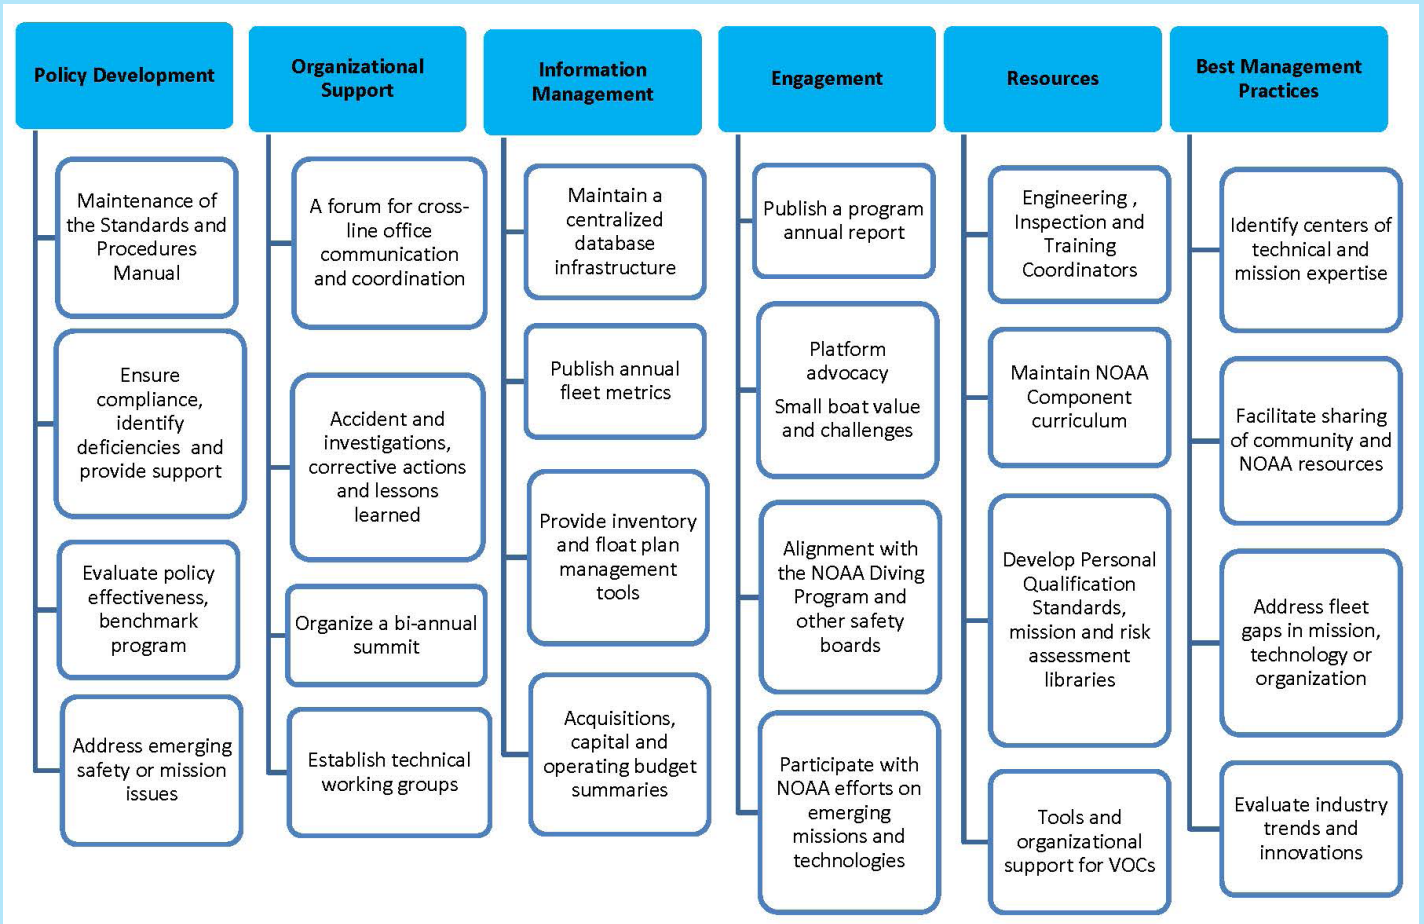 Policy Development
Maintenance of
the Standards and
Procedures
Manual
Ensure
compliance,
identify
deficiencies and
provide support
Evaluate policy
effectiveness,
benchmark
program
Address emerging
safety or mission
issues
Organizational
Support
A forum for cross-
line office
communication
and coordination
Accident and
investigations,
corrective actions
and lessons
learned
Organize a bi-annual
summit
Establish technical
working groups
Information
Management
Maintain a
centralized
database
infrastructure
Publish annual
fleet metrics
Provide inventory
and float plan
management
tools
Acquisitions,
capital and
operating budget
summaries
Engagement
Publish a program
annual report
Platform
advocacy
Small boat value
and challenges
Alignment with
the NOAA Diving
Program and
other safety
boards
Participate with
NOAA efforts on
emerging
missions and
technologies
Resources
Engineering ,
Inspection and
Training
Coordinators
Maintain NOAA
Component
curriculum
Develop Personal
Qualification
Standards,
mission and risk
assessment
libraries
Tools and
organizational
support for VOCs
Best Management
Practices
Identify centers of
technical and
mission expertise
Facilitate sharing
of community and
NOAA resources
Address fleet
gaps in mission,
technology or
organization
Evaluate industry
trends and
innovations